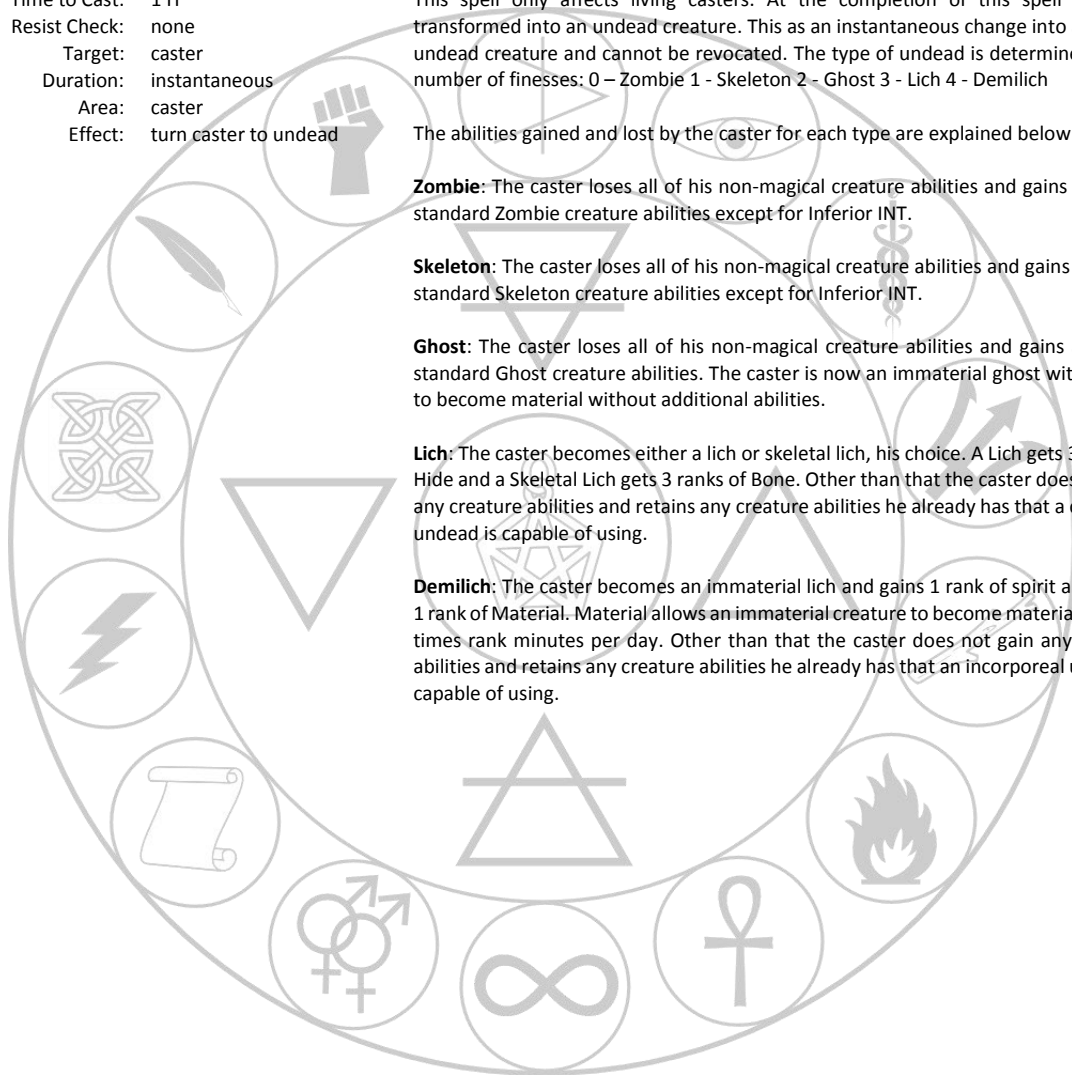 Time to Cast:
Resist Check: none
Target: caster
Duration: instantaneous
Area: caster
Effect: turn caster to undead
This spell only affects living casters. At the completion of this spell
transformed into an undead creature. This as an instantaneous change into
undead creature and cannot be revocated. The type of undead is
number of finesses: 0 – Zombie 1 - Skeleton 2 - Ghost 3 - Lich 4 - Demilich
The abilities gained and lost by the caster for each type are explained below
Zombie: The caster loses all of his non-magical creature abilities and gains
standard Zombie creature abilities except for Inferior INT.
Skeleton: The caster loses all of his non-magical creature abilities and gains
standard Skeleton creature abilities except for Inferior INT.
Ghost: The caster loses all of his non-magical creature abilities and gains
standard Ghost creature abilities. The caster is now an immaterial ghost
to become material without additional abilities.
Lich: The caster becomes either a lich or skeletal lich, his choice. A Lich gets 3
Hide and a Skeletal Lich gets 3 ranks of Bone. Other than that the caster does
any creature abilities and retains any creature abilities he already has that a
undead is capable of using.
Demilich: The caster becomes an immaterial lich and gains 1 rank of spirit
1 rank of Material. Material allows an immaterial creature to become
times rank minutes per day. Other than that the caster does not gain any
abilities and retains any creature abilities he already has that an incorporeal
capable of using.